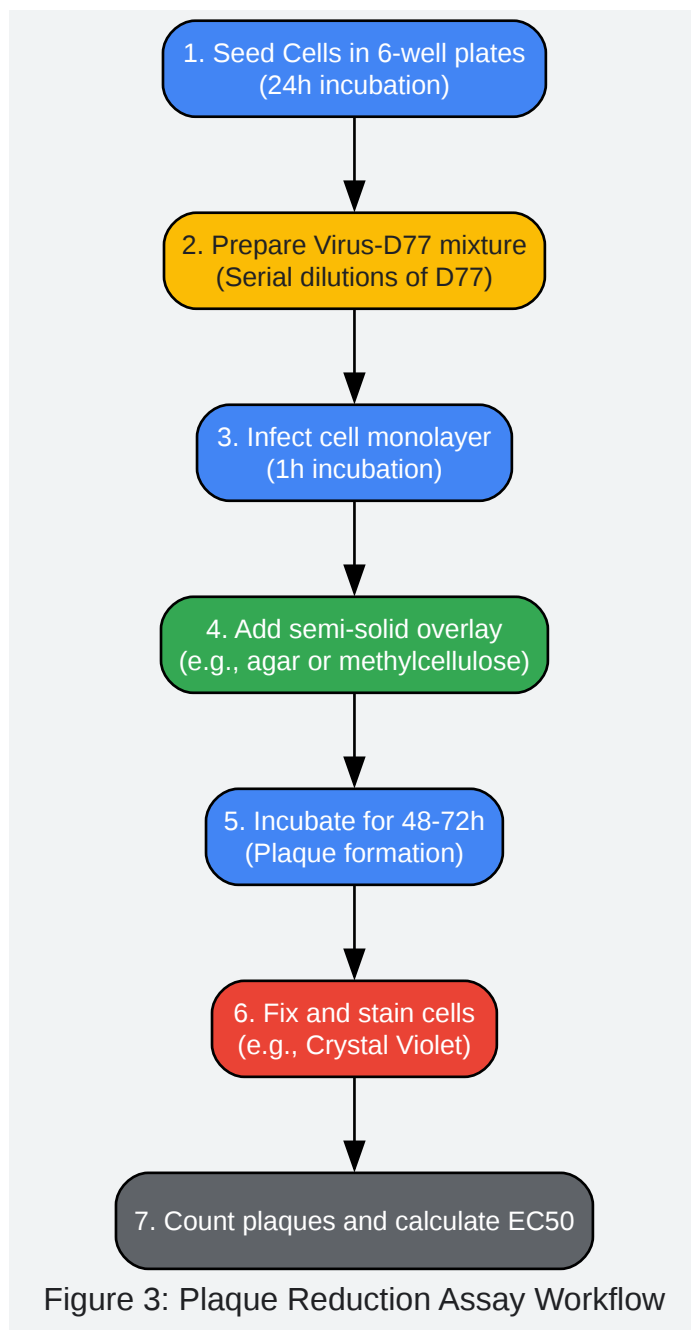 1. Seed Cells in 6-well plates
(24h incubation)
2. Prepare Virus-D77 mixture
(Serial dilutions of D77)
3. Infect cell monolayer
(1h incubation)
4. Add semi-solid overlay
(e.g., agar or methylcellulose)
5. Incubate for 48-72h
(Plaque formation)
6. Fix and stain cells
(e.g., Crystal Violet)
7. Count plaques and calculate EC50
Figure 3: Plaque Reduction Assay Workflow